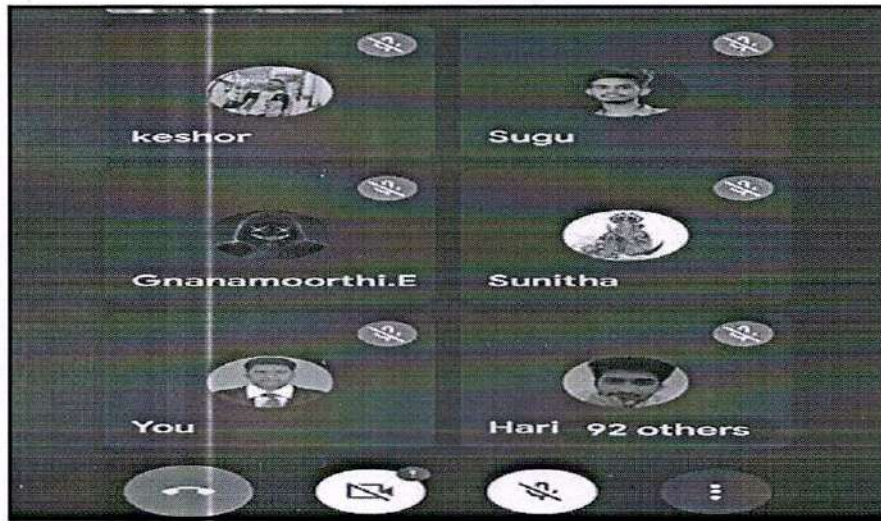 keshor
Sugu
Gnanamoorthi.E
Sunitha
You
Hari 92 others